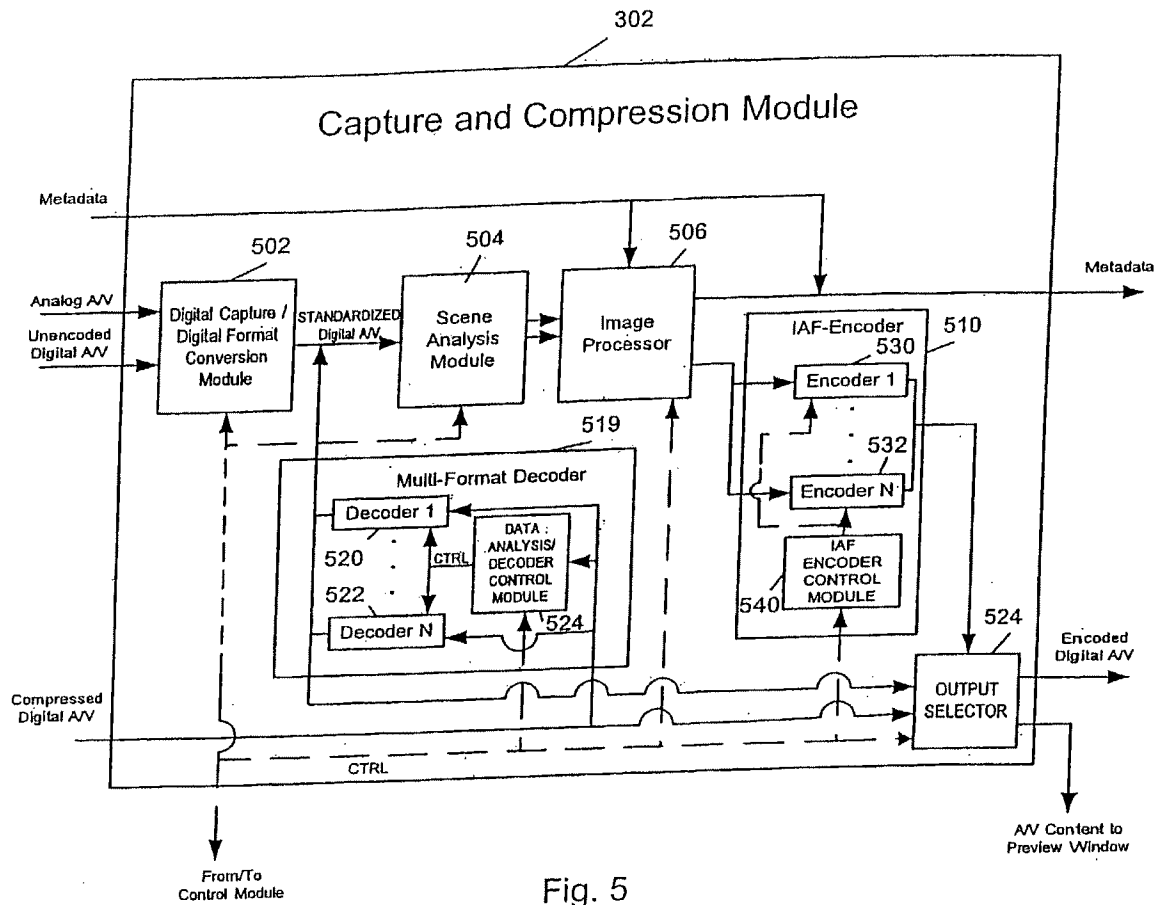 302
Capture and Compression Module
Metadata
502
504
506
Metadata
Analog A/V
Unencoded
Digital A/V
Digital Capture /
Digital Format
Conversion
Module
STANDARDIZED
Digital A/V
Scene
Analysis
Module
Image
Processor
IAF-Encoder
510
530
Encoder 1
532
Encoder N
IAF
ENCODER
CONTROL
MODULE
540
519
Multi-Format Decoder
Decoder 1
520
522
Decoder N
CTRL
DATA
ANALYSIS/
DECODER
CONTROL
MODULE
524
524
OUTPUT
SELECTOR
Encoded
Digital A/V
Compressed
Digital A/V
CTRL
A/V Content to
Preview Window
From/To
Control Module
Fig. 5